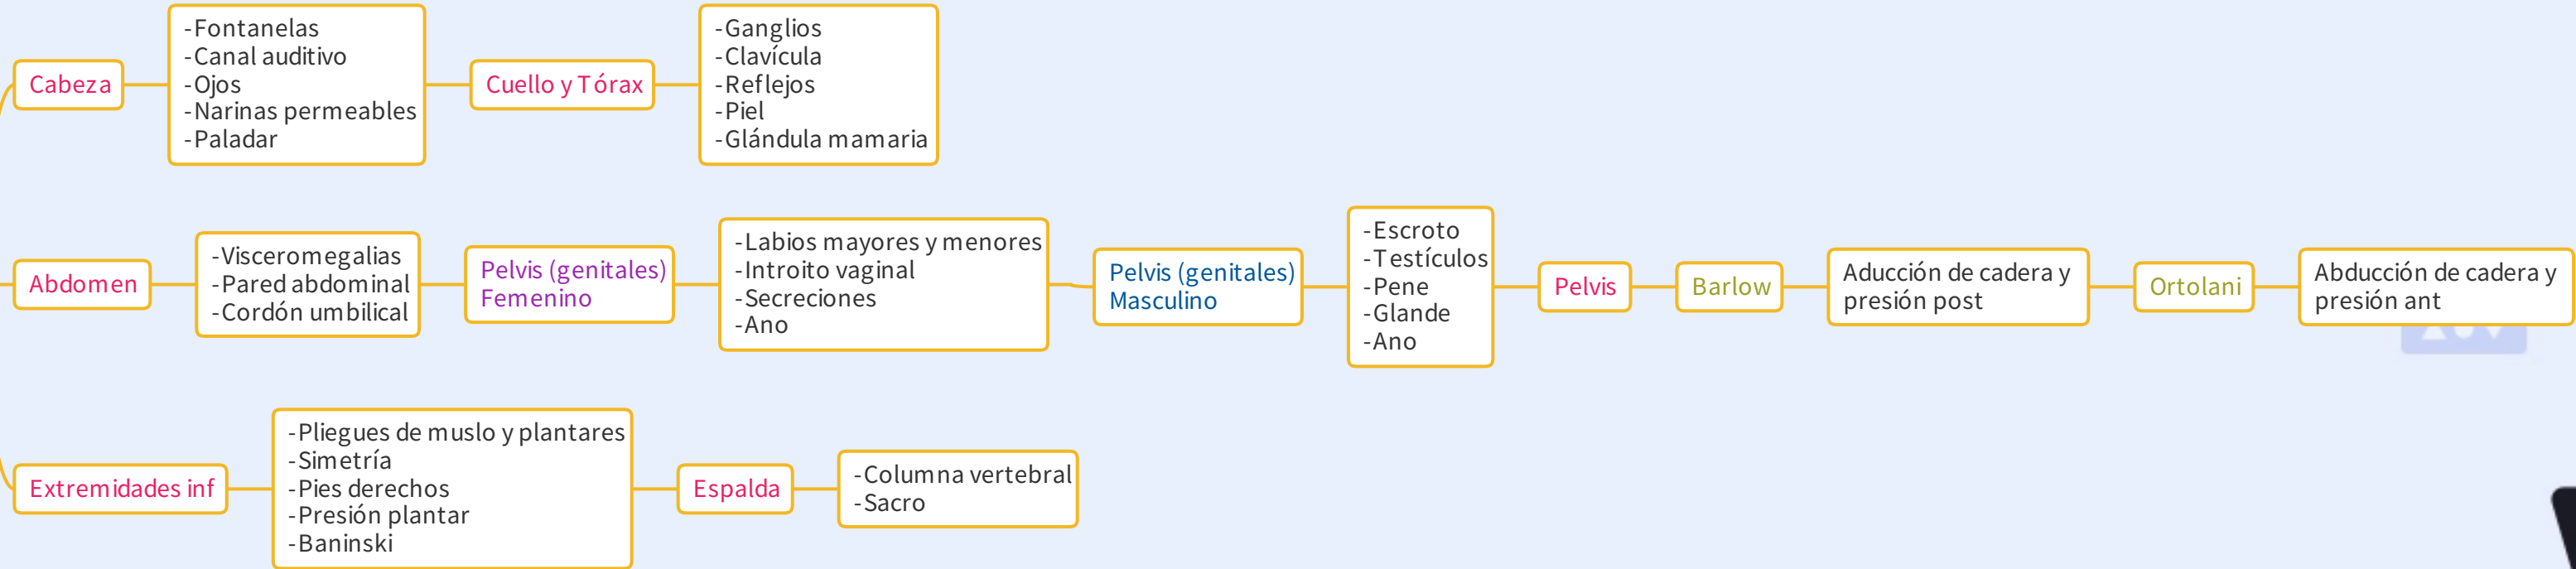 Cabeza
-Fontanelas
-Canal auditivo
-Ojos
-Narinas permeables
-Paladar
Cuello y Tórax
-Ganglios
-Clavícula
-Reflejos
-Piel
-Glándula mamaria
Abdomen
-Visceromegalias
-Pared abdominal
-Cordón umbilical
Pelvis (genitales)
Femenino
-Labios mayores y menores
-Introito vaginal
-Secreciones
-Ano
Pelvis (genitales)
Masculino
-Escroto
-Testículos
-Pene
-Glande
-Ano
Pelvis
Barlow
Aducción de cadera y
presión post
Ortolani
Abducción de cadera y
presión ant
Extremidades inf
-Pliegues de muslo y plantares
-Simetría
-Pies derechos
-Presión plantar
-Baninski
Espalda
-Columna vertebral
-Sacro